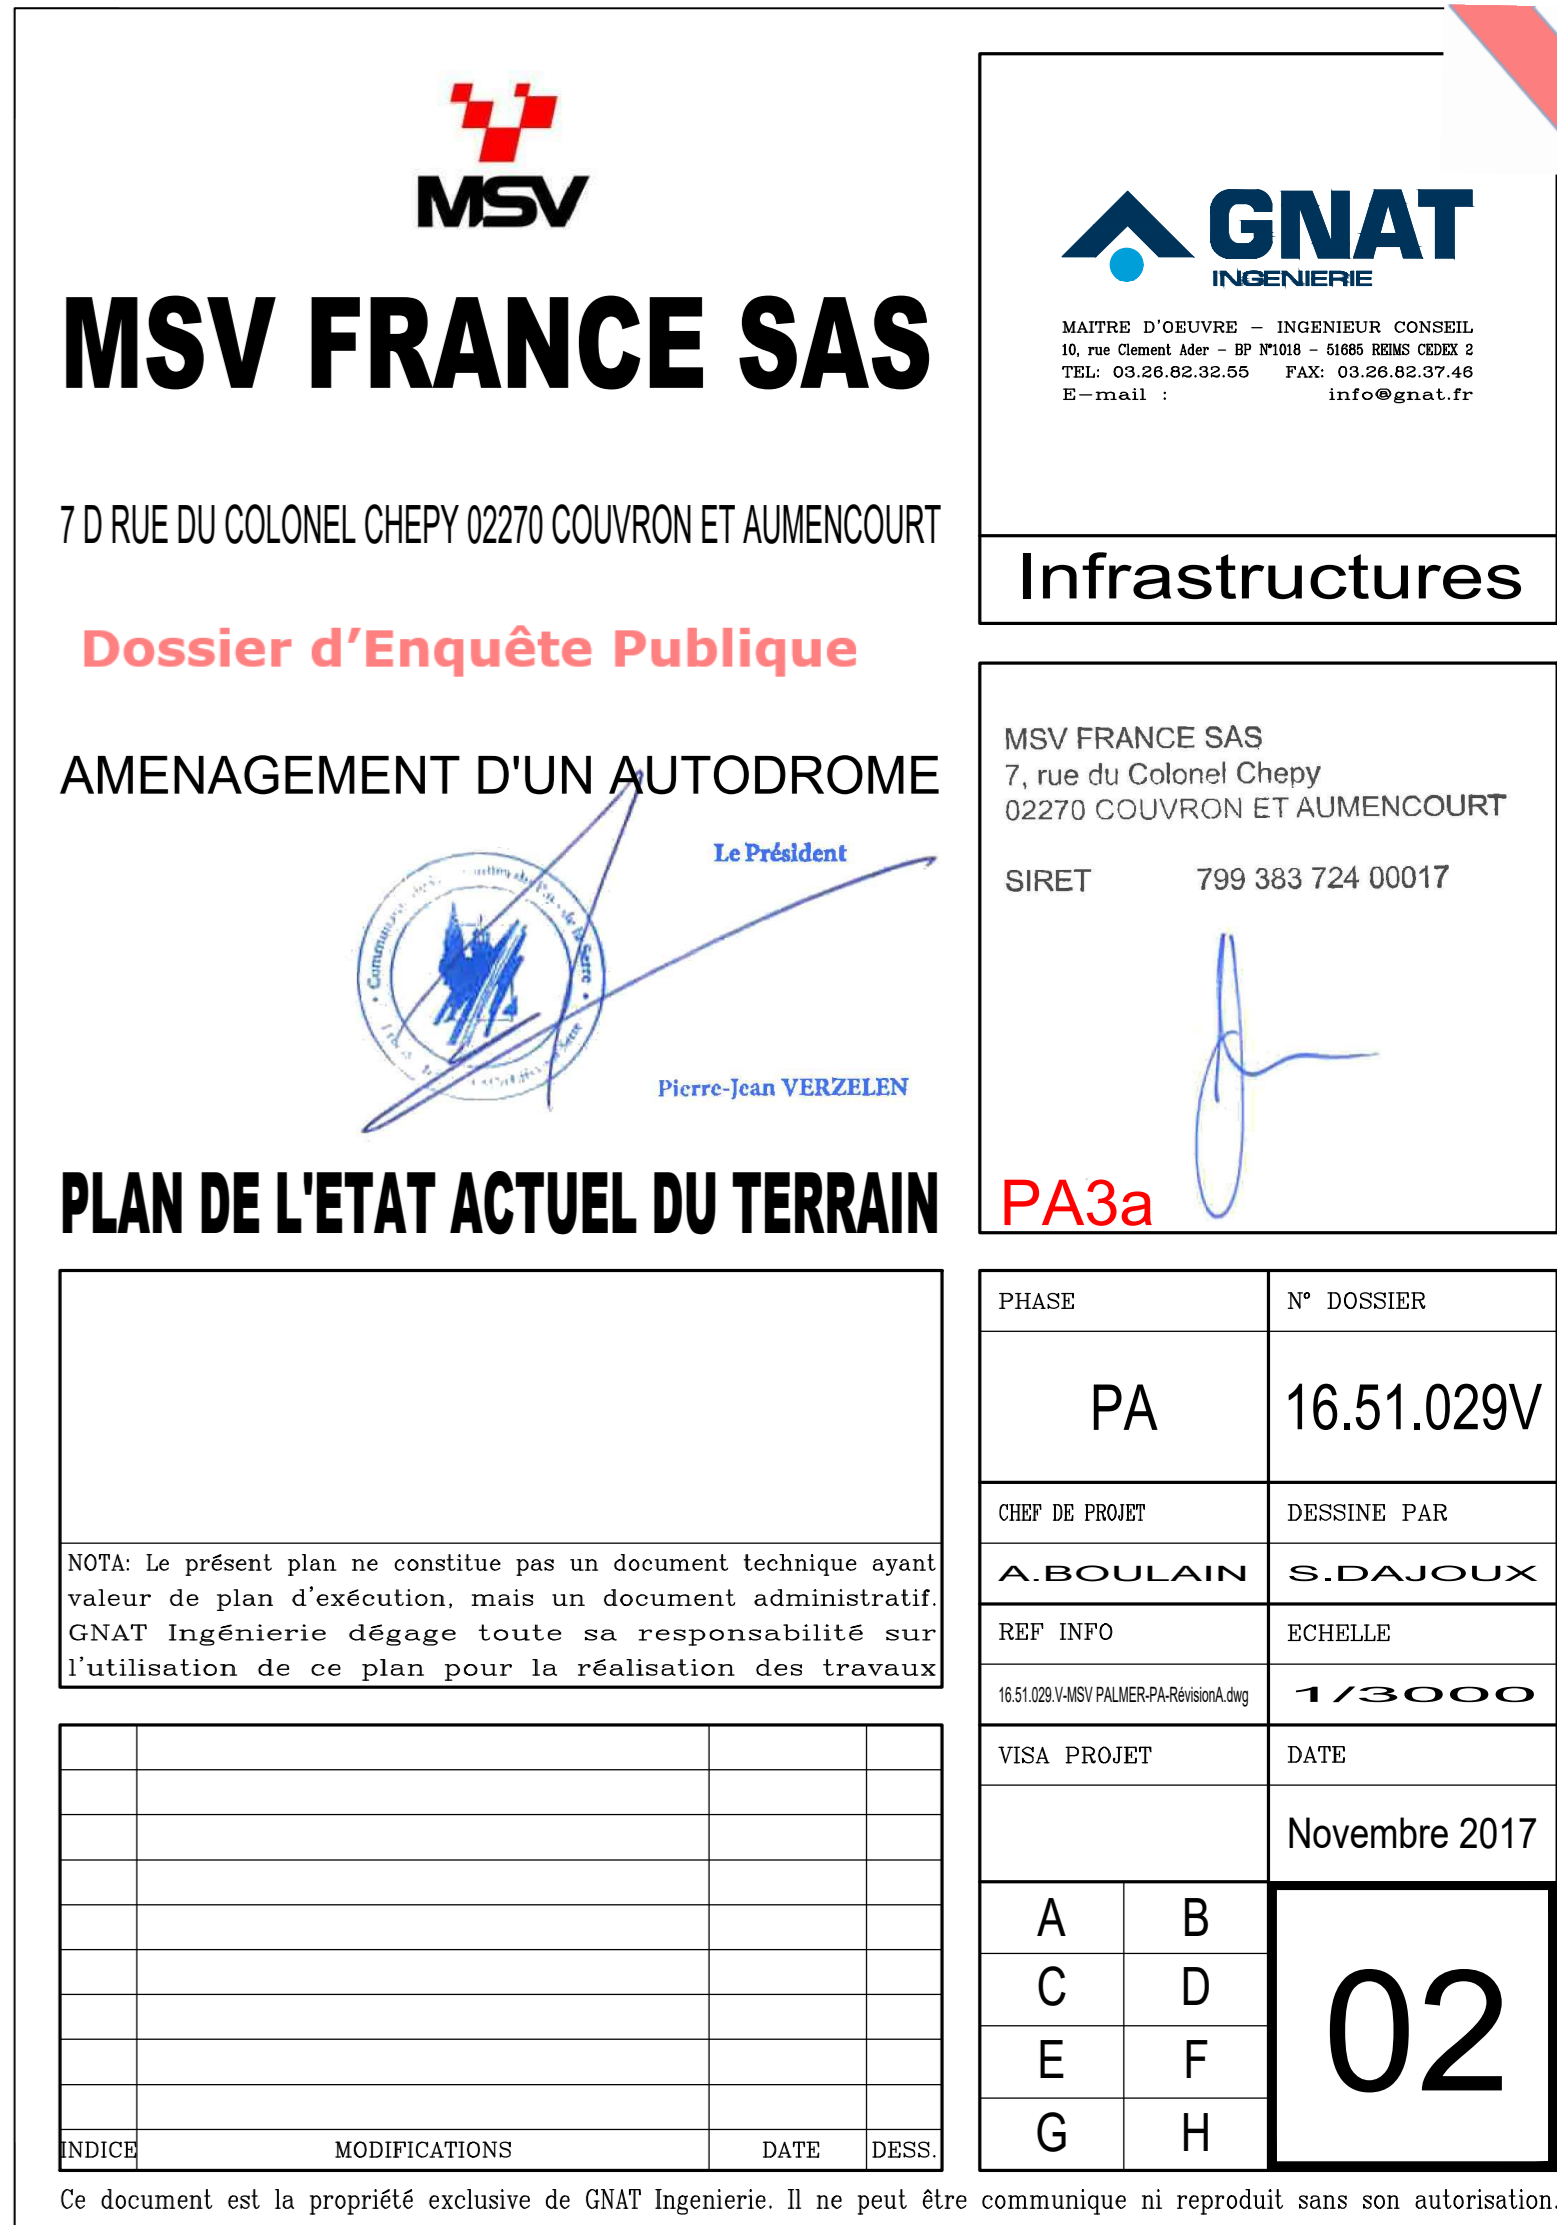 MSV
MSV FRANCE SAS
7 D RUE DU COLONEL CHEPY 02270 COUVRON ET AUMENCOURT
Dossier d’Enquête Publique
AMENAGEMENT D'UN AUTODROME
Le Président
Pierre-Jean VERZELEN
PLAN DE L'ETAT ACTUEL DU TERRAIN
GNAT
INGENIERIE
MAITRE D'OEUVRE – INGENIEUR CONSEIL
10, rue Clement Ader – BP N°1018 – 51685 REIMS CEDEX 2
TEL: 03.26.82.32.55 FAX: 03.26.82.37.46
E–mail : info@gnat.fr
Infrastructures
MSV FRANCE SAS
7, rue du Colonel Chepy
02270 COUVRON ET AUMENCOURT
SIRET 799 383 724 00017
PA3a
NOTA: Le présent plan ne constitue pas un document technique ayant
valeur de plan d'exécution, mais un document administratif.
GNAT Ingénierie dégage toute sa responsabilité sur
l'utilisation de ce plan pour la réalisation des travaux
INDICE MODIFICATIONS DATE DESS.
PHASE N° DOSSIER
PA 16.51.029V
CHEF DE PROJET DESSINE PAR
A.BOULAIN S.DAJOUX
REF INFO ECHELLE
16.51.029.V-MSV PALMER-PA-RévisionA.dwg 1/3000
VISA PROJET DATE
Novembre 2017
A B
C D
E F
G H
02
Ce document est la propriété exclusive de GNAT Ingenierie. Il ne peut être communique ni reproduit sans son autorisation.